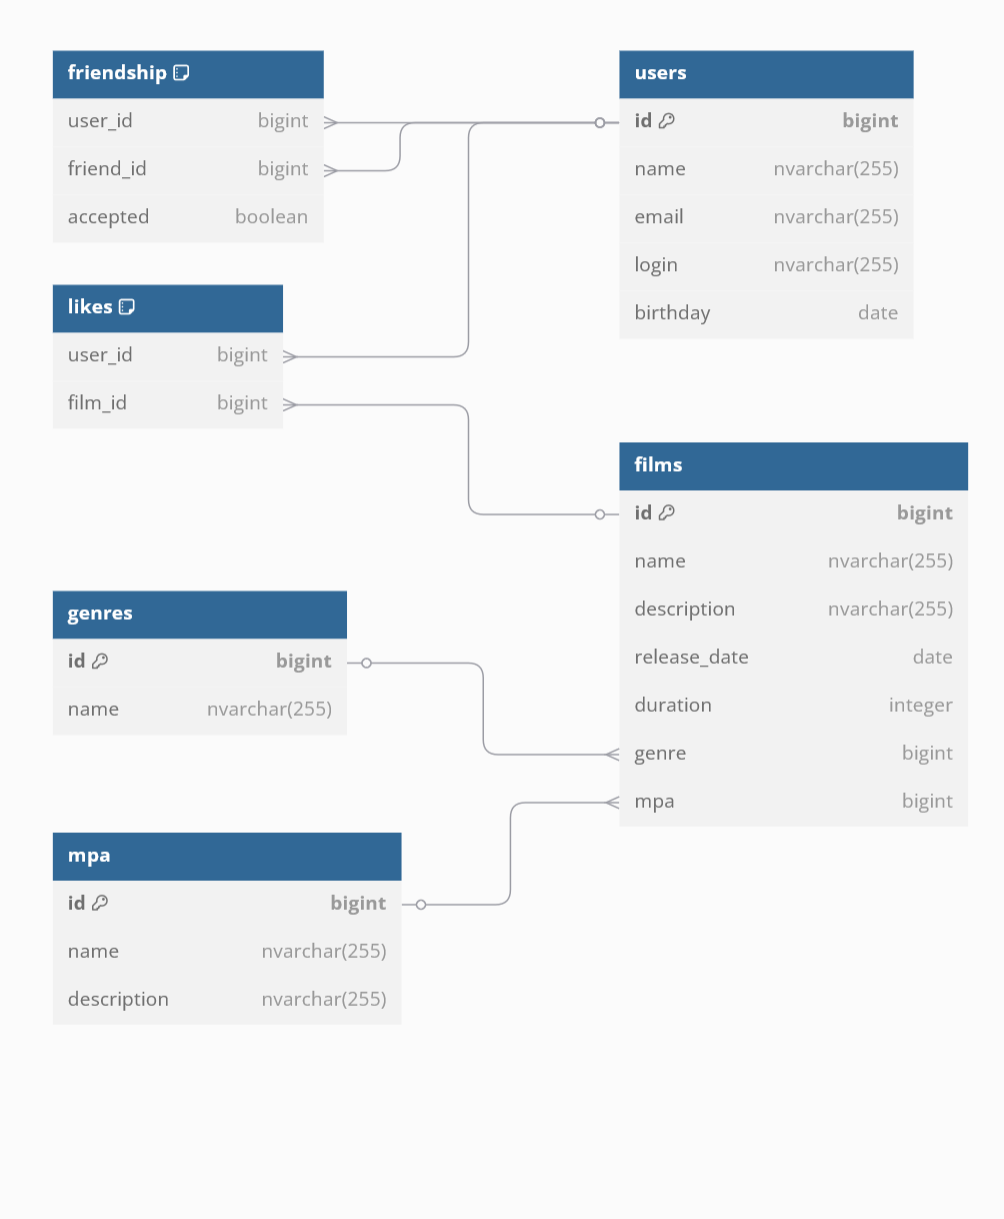 friendship
user_id bigint
friend_id bigint
accepted boolean
users
id bigint
name nvarchar(255)
email nvarchar(255)
login nvarchar(255)
birthday date
likes
user_id bigint
film_id bigint
films
id bigint
name nvarchar(255)
description nvarchar(255)
release_date date
duration integer
genre bigint
mpa bigint
genres
id bigint
name nvarchar(255)
mpa
id bigint
name nvarchar(255)
description nvarchar(255)